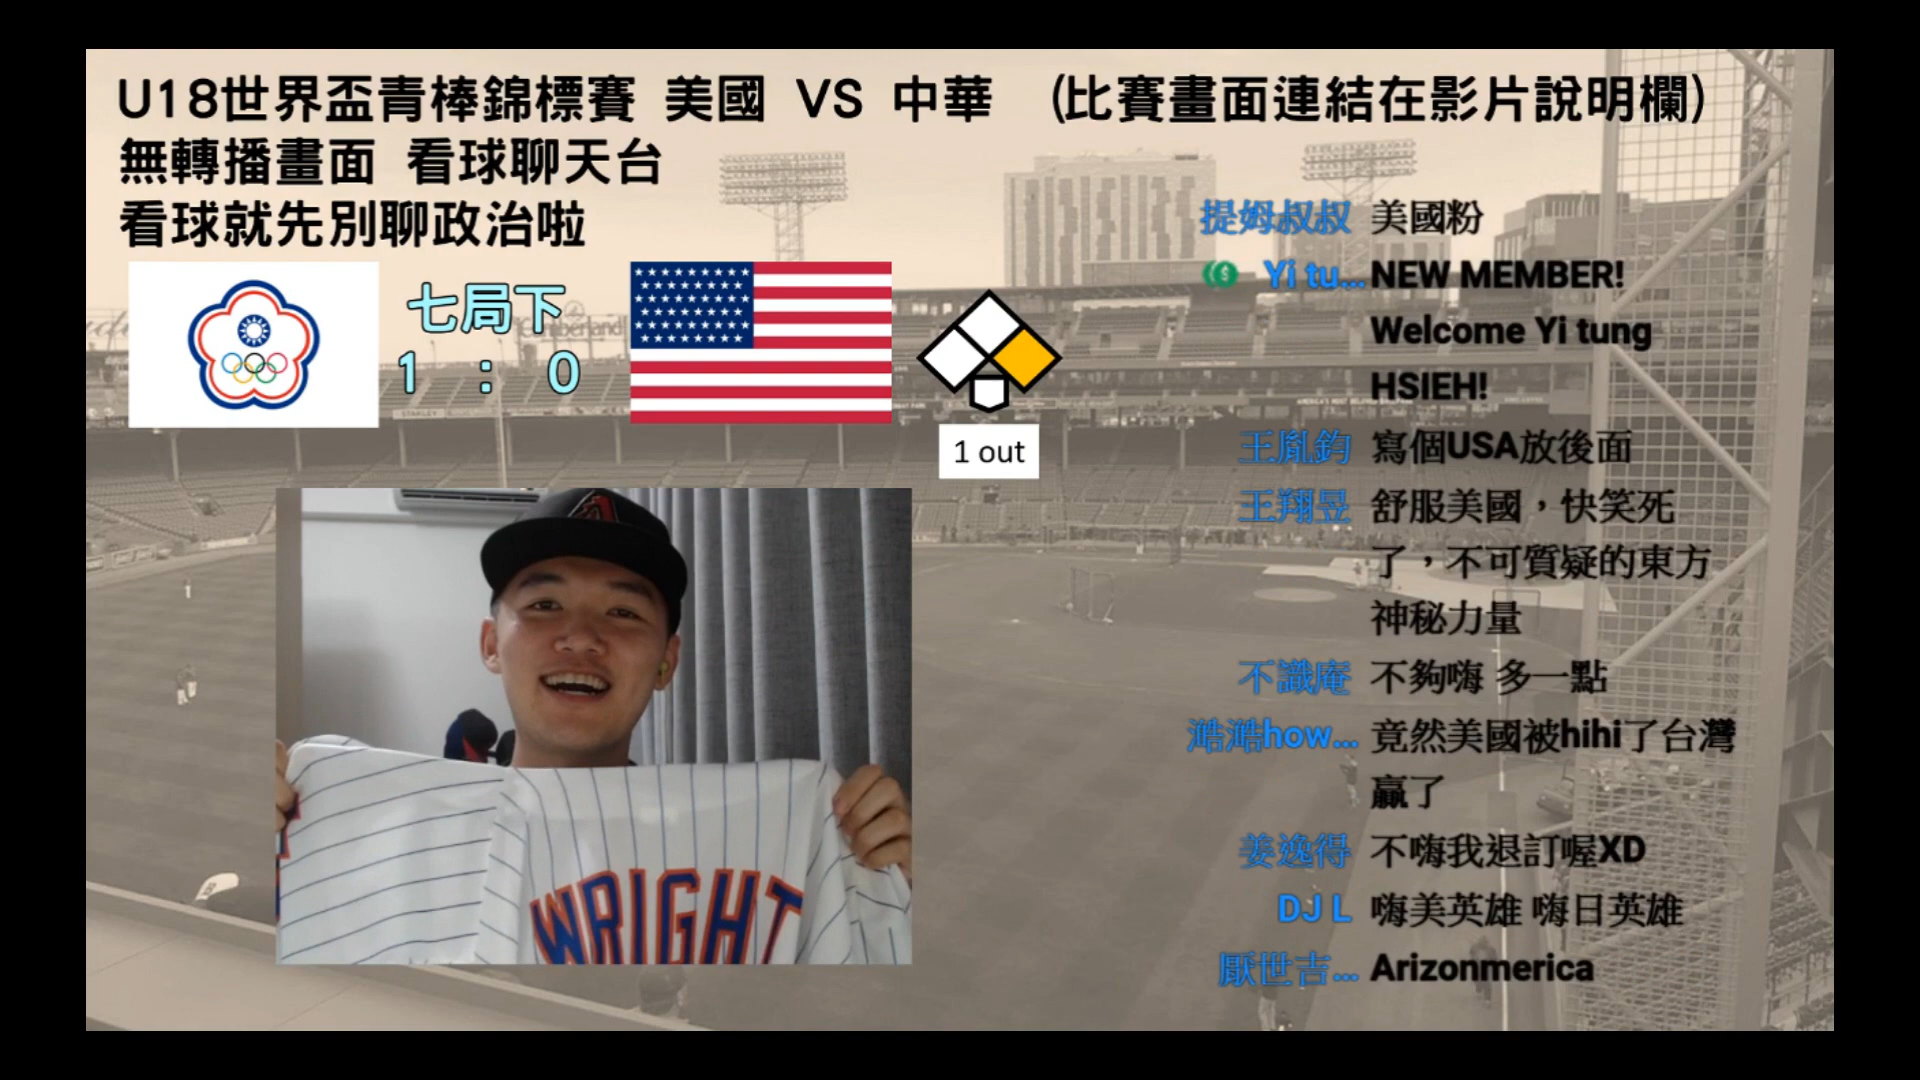 U18世界盃青棒錦標賽 美國 VS 中華 (比賽畫面連結在影片說明欄)
無轉播畫面 看球聊天台
看球就先別聊政治啦
七局下
1 : 0
1 out
WRIGHT
提姆叔叔 美國粉
Yi tu... NEW MEMBER!
Welcome Yi tung
HSIEH!
王胤鈞 寫個USA放後面
王翔昱 舒服美國，快笑死
了，不可質疑的東方
神秘力量
不識庵 不夠嗨 多一點
澔澔how... 竟然美國被hihi了台灣
贏了
姜逸得 不嗨我退訂喔XD
DJ L 嗨美英雄 嗨日英雄
厭世吉... Arizonmerica